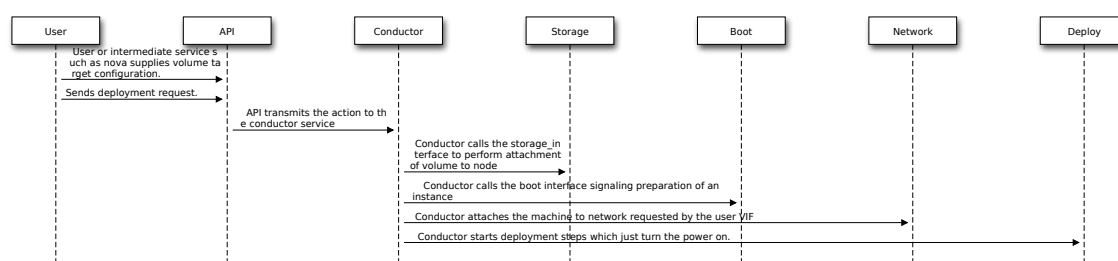 User
API
Conductor
Storage
Boot
Network
Deploy
User or intermediate service s
uch as nova supplies volume ta
rget configuration.
Sends deployment request.
API transmits the action to th
e conductor service
Conductor calls the storage_in
terface to perform attachment
of volume to node
Conductor calls the boot interface signaling preparation of an
instance
Conductor attaches the machine to network requested by the user VIF
Conductor starts deployment steps which just turn the power on.